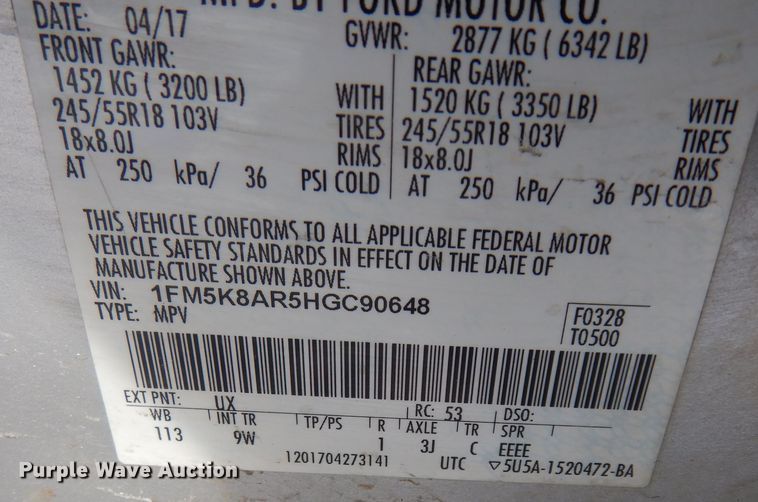 MFD. BY FORD MOTOR CO.
DATE: 04/17 GVWR: 2877 KG ( 6342 LB)
FRONT GAWR: REAR GAWR:
1452 KG ( 3200 LB) WITH 1520 KG ( 3350 LB) WITH
245/55R18 103V TIRES 245/55R18 103V TIRES
18x8.0J RIMS 18x8.0J RIMS
AT 250 kPa/ 36 PSI COLD AT 250 kPa/ 36 PSI COLD
THIS VEHICLE CONFORMS TO ALL APPLICABLE FEDERAL MOTOR
VEHICLE SAFETY STANDARDS IN EFFECT ON THE DATE OF
MANUFACTURE SHOWN ABOVE.
VIN: 1FM5K8AR5HGC90648
TYPE: MPV
F0328
T0500
EXT PNT: UX RC: 53 DSO:
WB INT TR TP/PS R AXLE TR SPR
113 9W 1 3J C EEEE
1201704273141 UTC ▽5U5A-1520472-BA
Purple Wave Auction